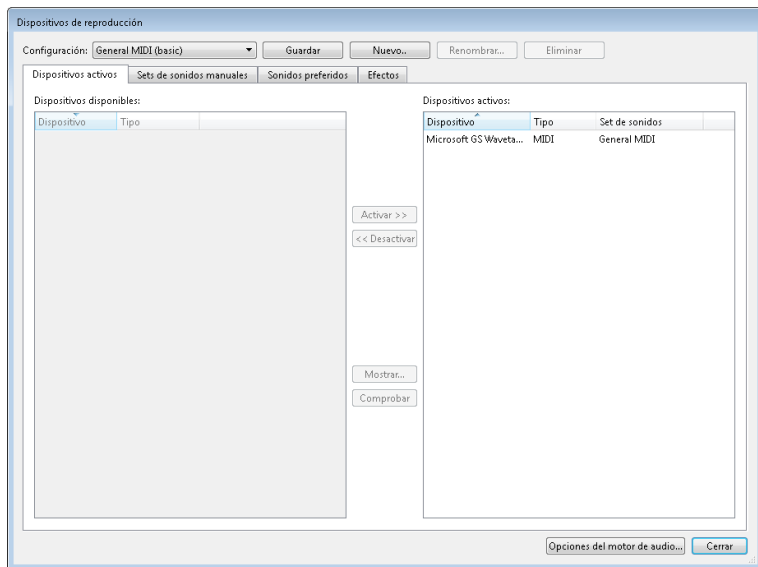 Dispositivos de reproducción
Configuración: General MIDI (basic) Guardar Nuevo.. Renombrar... Eliminar
Dispositivos activos Sets de sonidos manuales Sonidos preferidos Efectos
Dispositivos disponibles: Dispositivos activos:
Dispositivo Tipo Dispositivo Tipo Set de sonidos
Microsoft GS Waveta... MIDI General MIDI
Activar >>
<< Desactivar
Mostrar...
Comprobar
Opciones del motor de audio... Cerrar